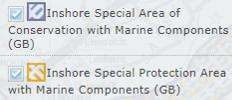 Inshore Special Area of
Conservation with Marine Components
(GB)
Inshore Special Protection Area
with Marine Components (GB)